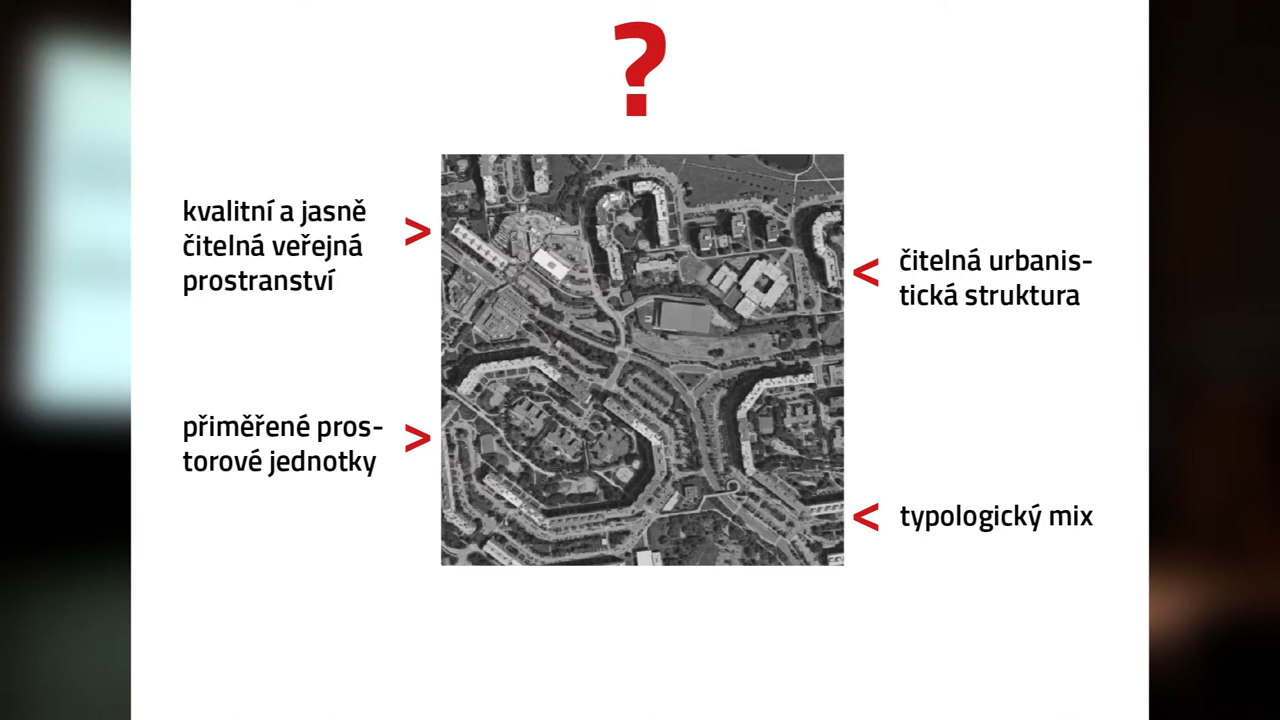 ?
kvalitní a jasně
čitelná veřejná
prostranství
>
<
čitelná urbanis-
tická struktura
přiměřené pros-
torové jednotky
>
<
typologický mix